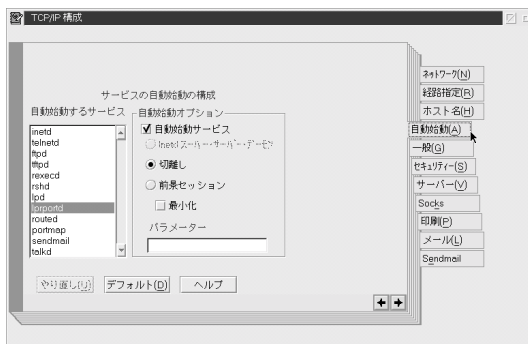 TCP/IP 構成
サービスの自動始動の構成
自動始動するサービス
inetd
telnetd
ftpd
tftpd
rexecd
rshd
lpd
lprportd
routed
portmap
sendmail
talkd
自動始動オプション
自動始動サービス
Inetd スーパー・サーバー・デーモン
切離し
前景セッション
最小化
パラメーター
やり直し(U)
デフォルト(D)
ヘルプ
ネットワーク(N)
経路指定(R)
ホスト名(H)
自動始動(A)
一般(G)
セキュリティー(S)
サーバー(V)
Socks
印刷(P)
メール(L)
Sendmail